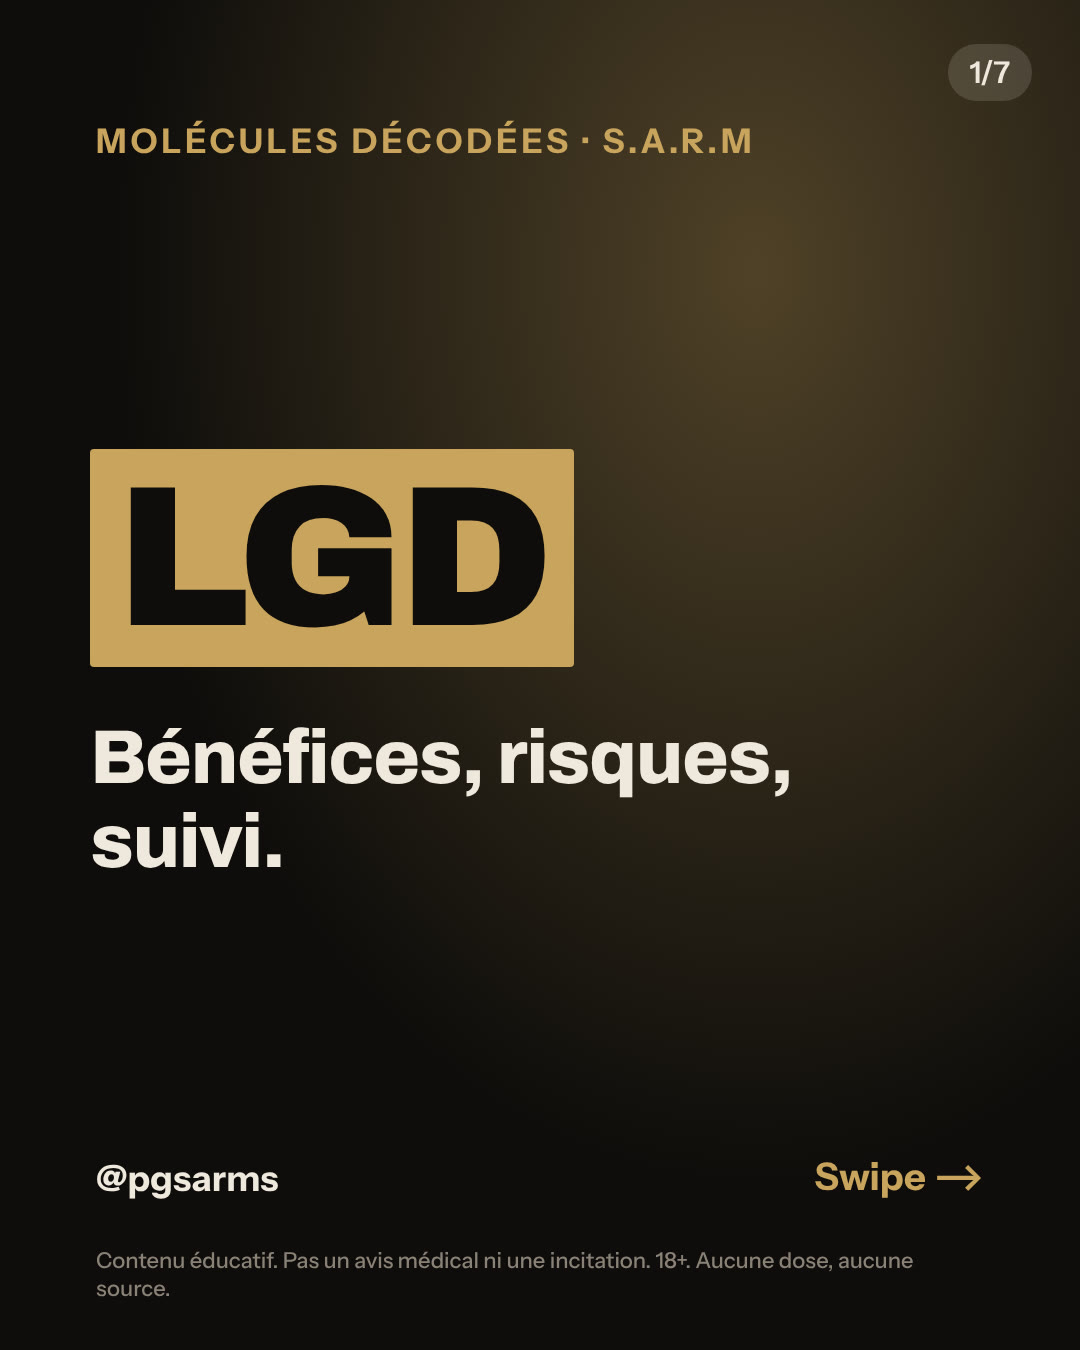 1/7
MOLÉCULES DÉCODÉES · S.A.R.M
LGD
Bénéfices, risques,
suivi.
@pgsarms
Swipe →
Contenu éducatif. Pas un avis médical ni une incitation. 18+. Aucune dose, aucune
source.